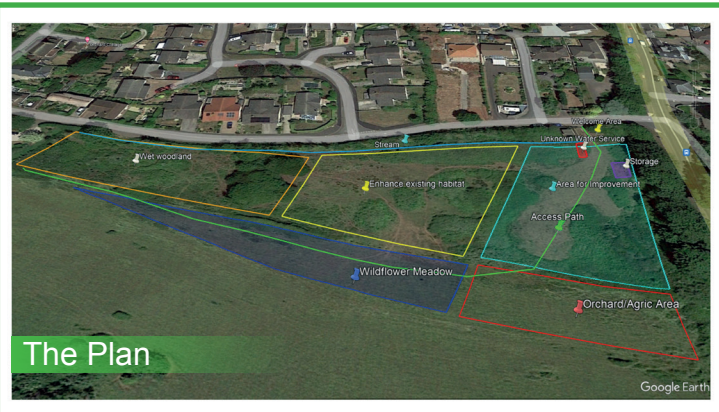 Welcome Area
Unknown Water Service
Stream
Wet woodland
Storage
Enhance existing habitat
Area for Improvement
Access Path
Wildflower Meadow
Orchard/Agric Area
The Plan
Google Earth